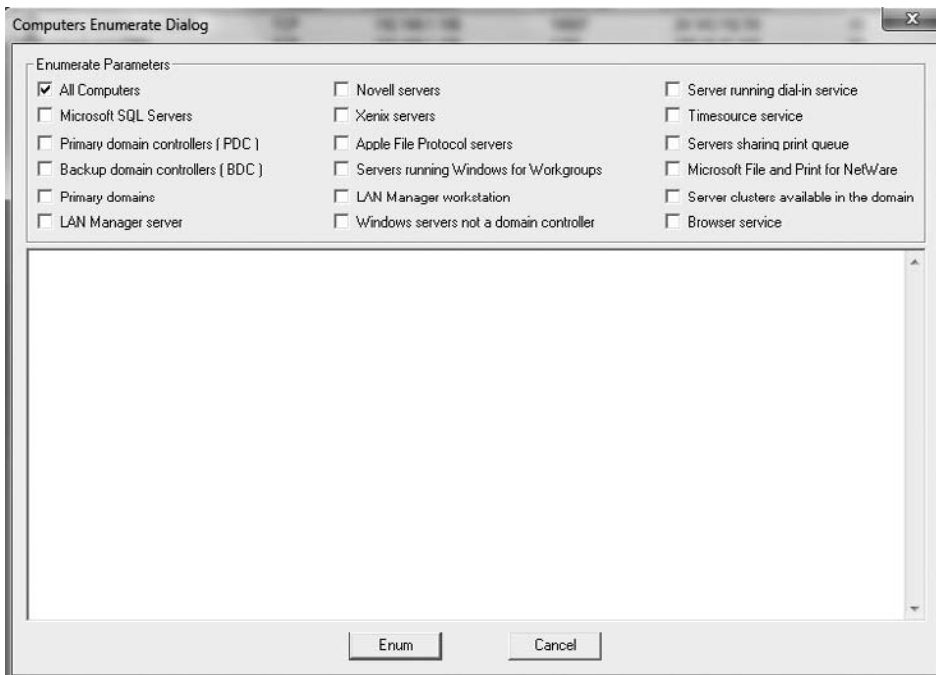 Computers Enumerate Dialog
Enumerate Parameters
All Computers
Microsoft SQL Servers
Primary domain controllers ( PDC )
Backup domain controllers ( BDC )
Primary domains
LAN Manager server
Novell servers
Xenix servers
Apple File Protocol servers
Servers running Windows for Workgroups
LAN Manager workstation
Windows servers not a domain controller
Server running dial-in service
Timesource service
Servers sharing print queue
Microsoft File and Print for NetWare
Server clusters available in the domain
Browser service
Enum
Cancel